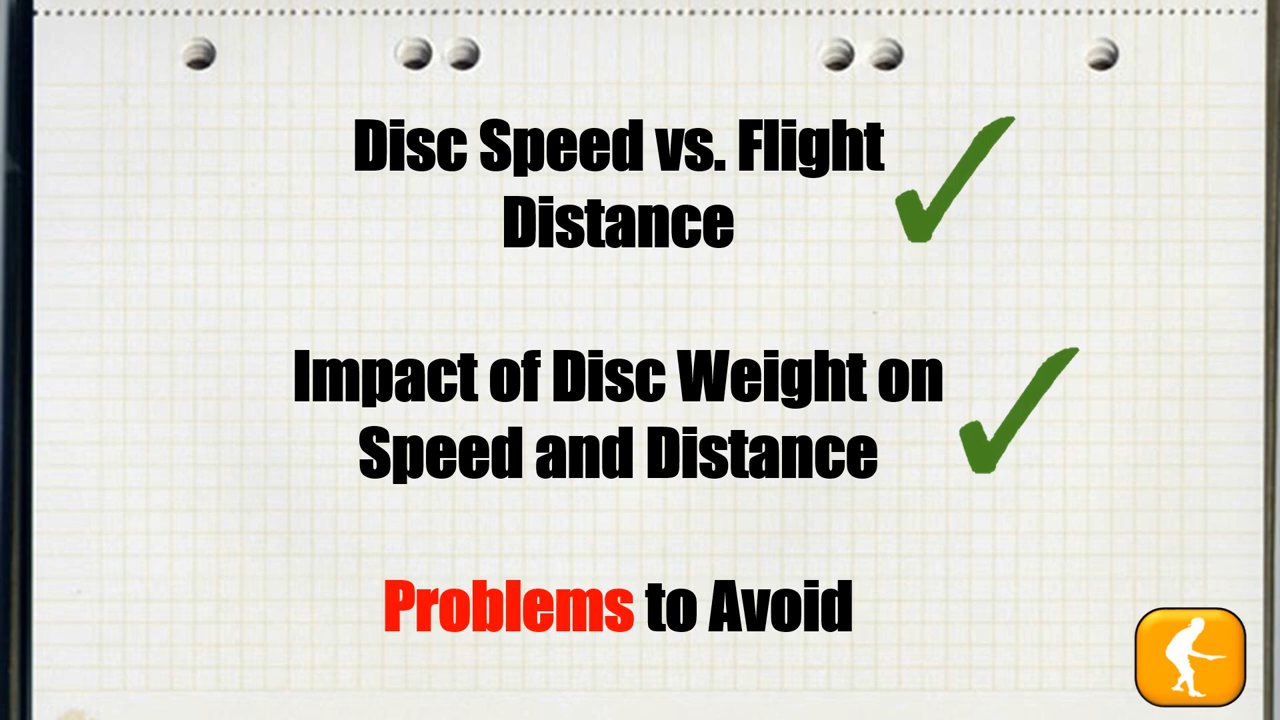 Disc Speed vs. Flight
Distance
Impact of Disc Weight on
Speed and Distance
Problems to Avoid